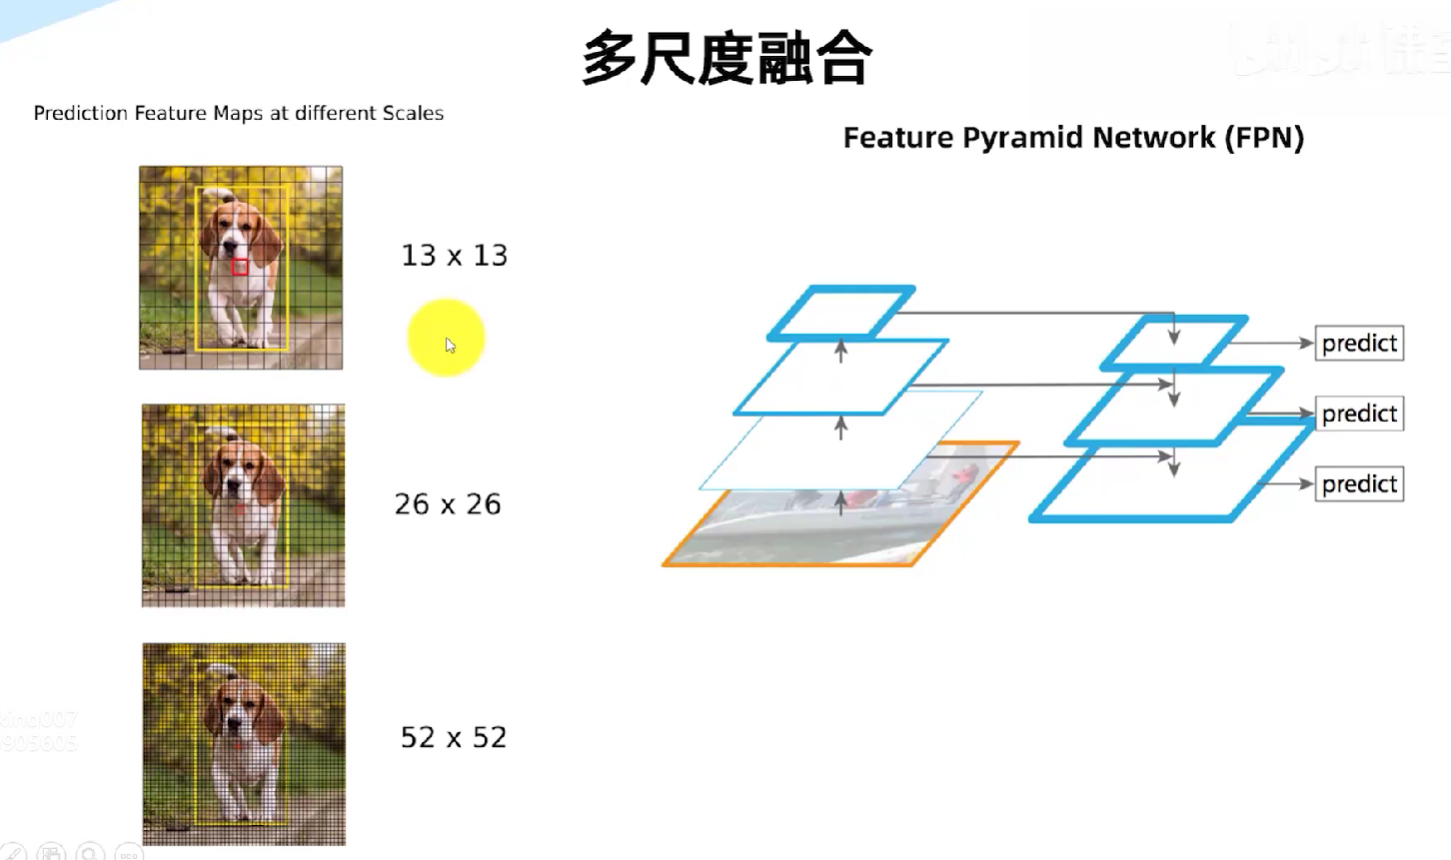 多尺度融合
Prediction Feature Maps at different Scales
Feature Pyramid Network (FPN)
13 x 13
26 x 26
52 x 52
predict
predict
predict
905605